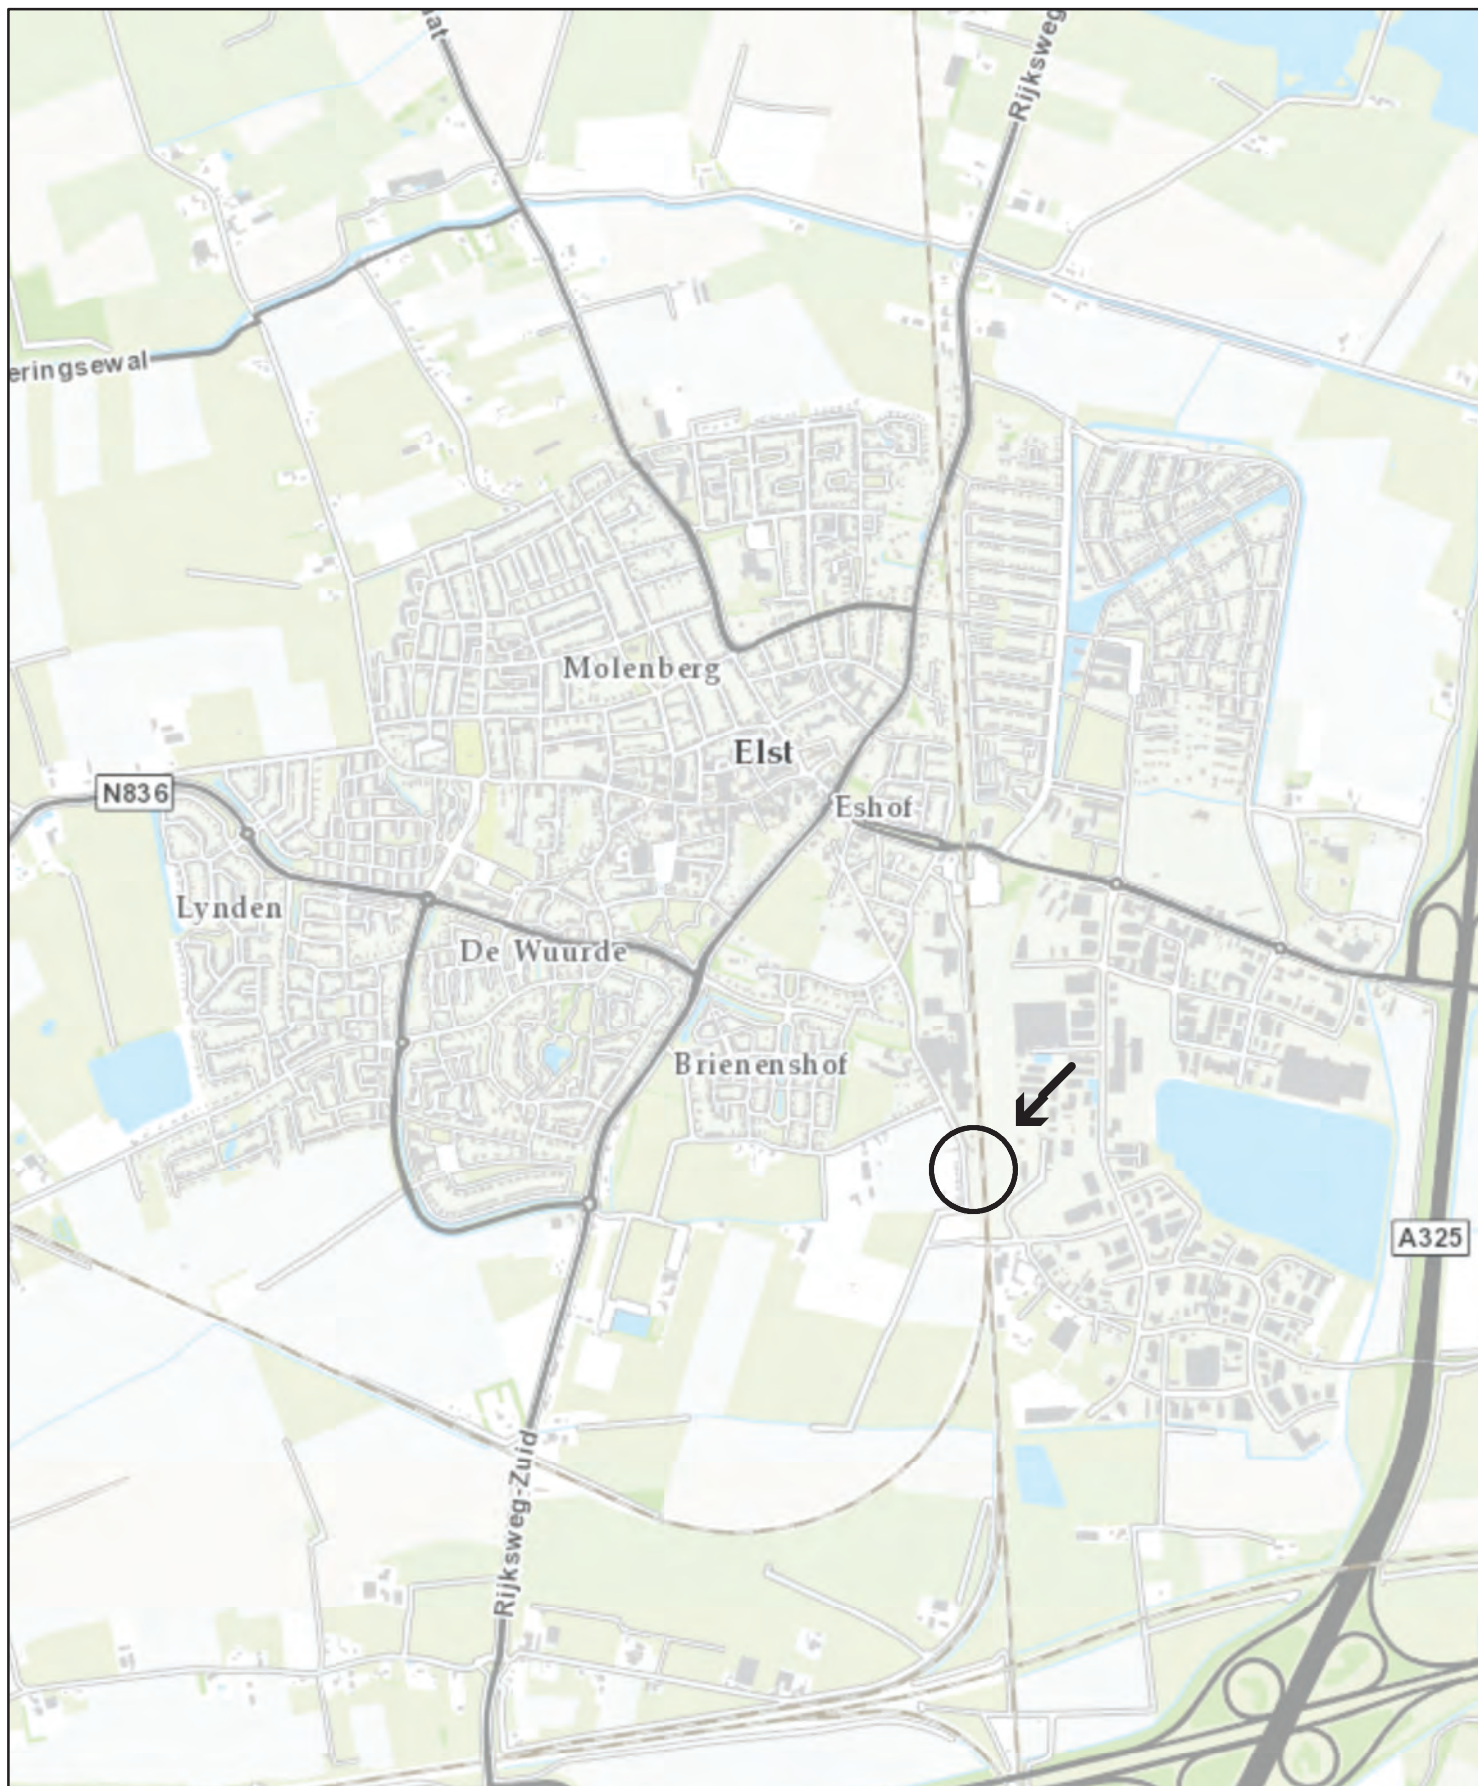 Rijksweg
eringsewal
Molenberg
Elst
N836
Eshof
Lynden
De Wuurde
Brienenshof
A325
Rijksweg-Zuid